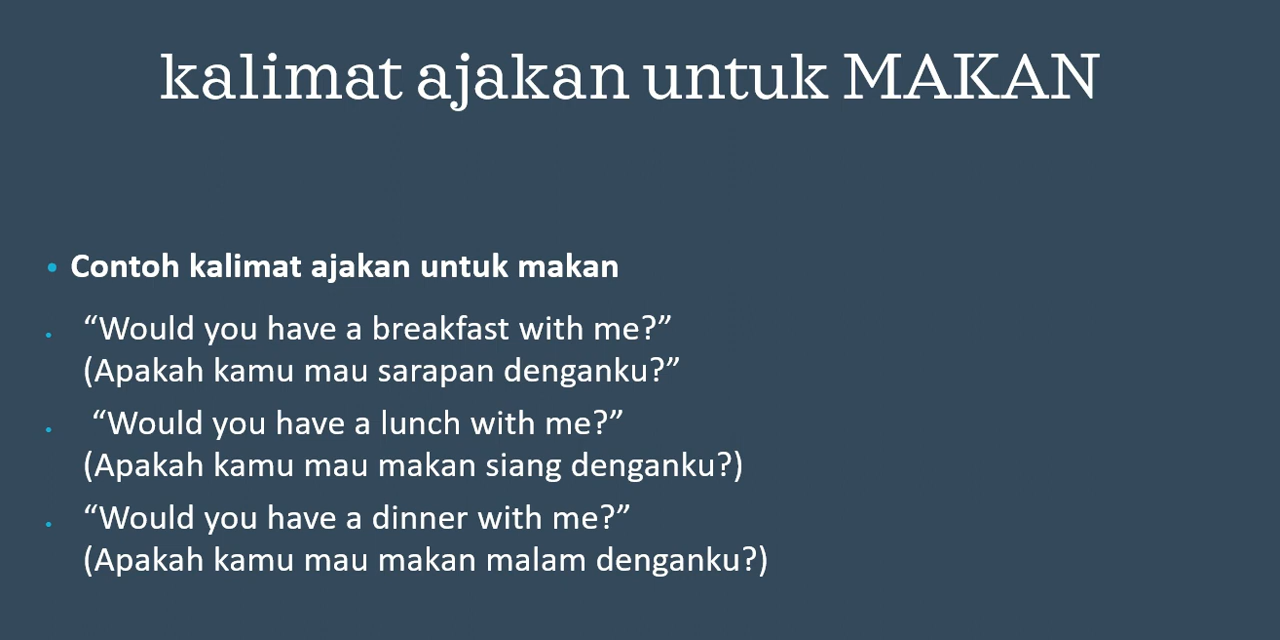 kalimat ajakan untuk MAKAN
• Contoh kalimat ajakan untuk makan
• “Would you have a breakfast with me?”
(Apakah kamu mau sarapan denganku?”
• “Would you have a lunch with me?”
(Apakah kamu mau makan siang denganku?)
• “Would you have a dinner with me?”
(Apakah kamu mau makan malam denganku?)